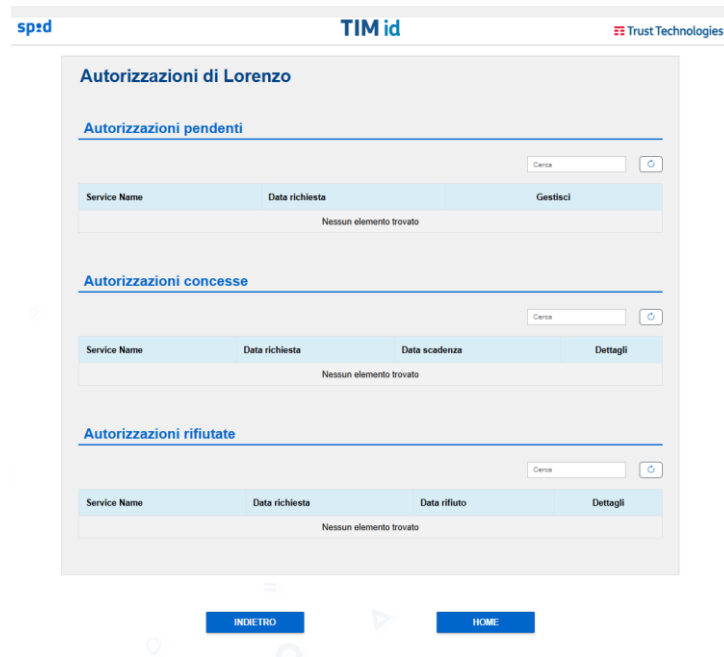 sp:d
TIM id
Trust Technologies
Autorizzazioni di Lorenzo
Autorizzazioni pendenti
Cerca
Service Name Data richiesta Gestisci
Nessun elemento trovato
Autorizzazioni concesse
Cerca
Service Name Data richiesta Data scadenza Dettagli
Nessun elemento trovato
Autorizzazioni rifiutate
Cerca
Service Name Data richiesta Data rifiuto Dettagli
Nessun elemento trovato
INDIETRO HOME